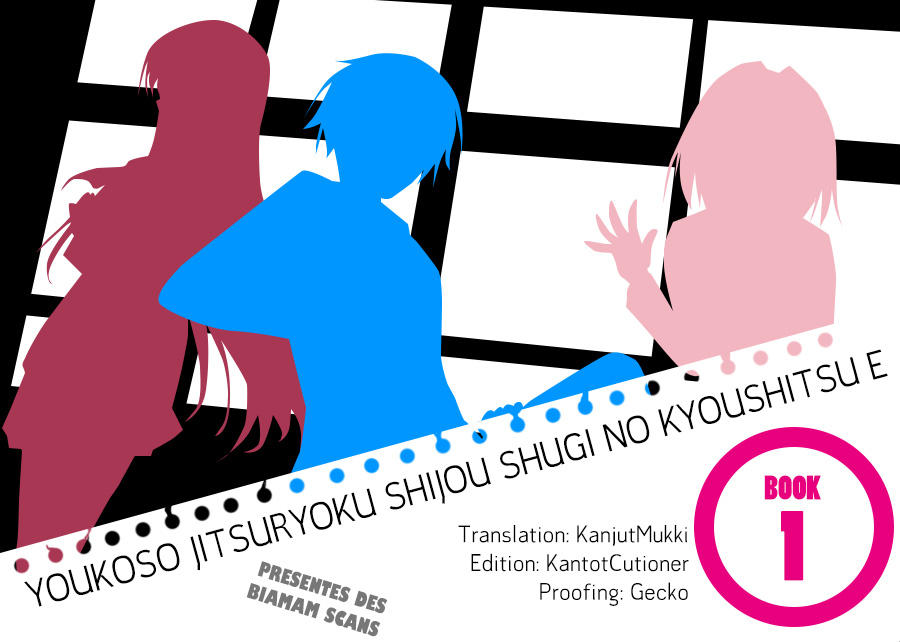 YOUKOSO JITSURYOKU SHIJOU SHUGI NO KYOUSHITSU E
BOOK
1
Translation: KanjutMukki
Edition: KantotCutioner
Proofing: Gecko
PRESENTES DES
BIAMAM SCANS